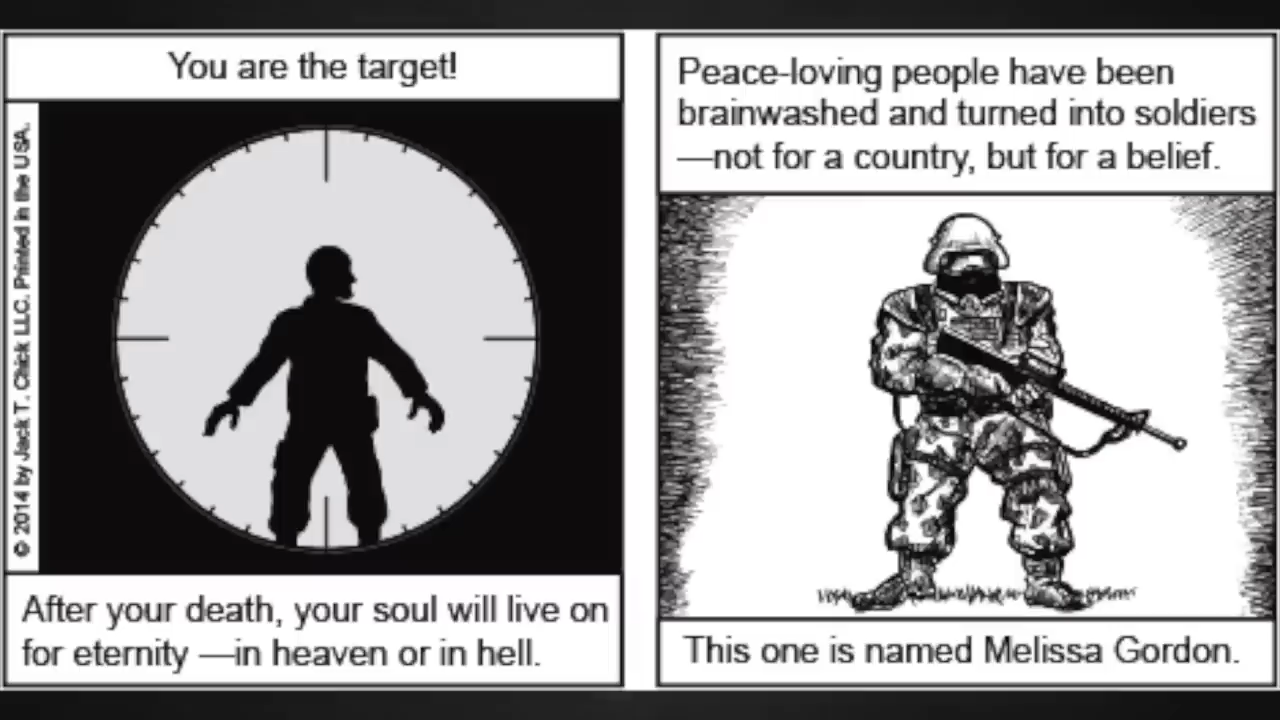 You are the target!
© 2014 by Jack T. Chick LLC. Printed in the USA.
After your death, your soul will live on
for eternity —in heaven or in hell.
Peace-loving people have been
brainwashed and turned into soldiers
—not for a country, but for a belief.
This one is named Melissa Gordon.